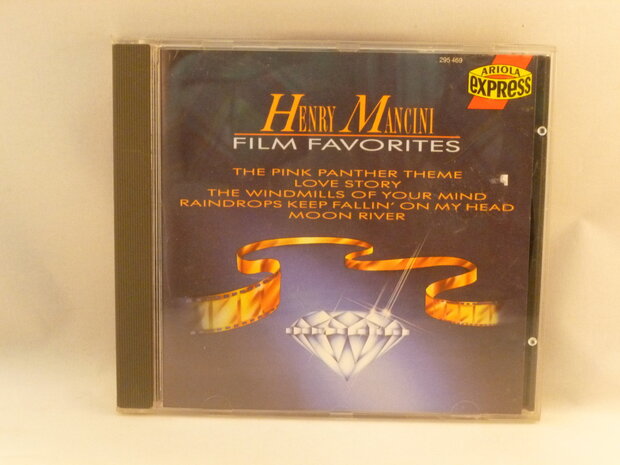 295 469
ARIOLA
express
HENRY MANCINI
FILM FAVORITES
THE PINK PANTHER THEME
LOVE STORY
THE WINDMILLS OF YOUR MIND
RAINDROPS KEEP FALLIN' ON MY HEAD
MOON RIVER